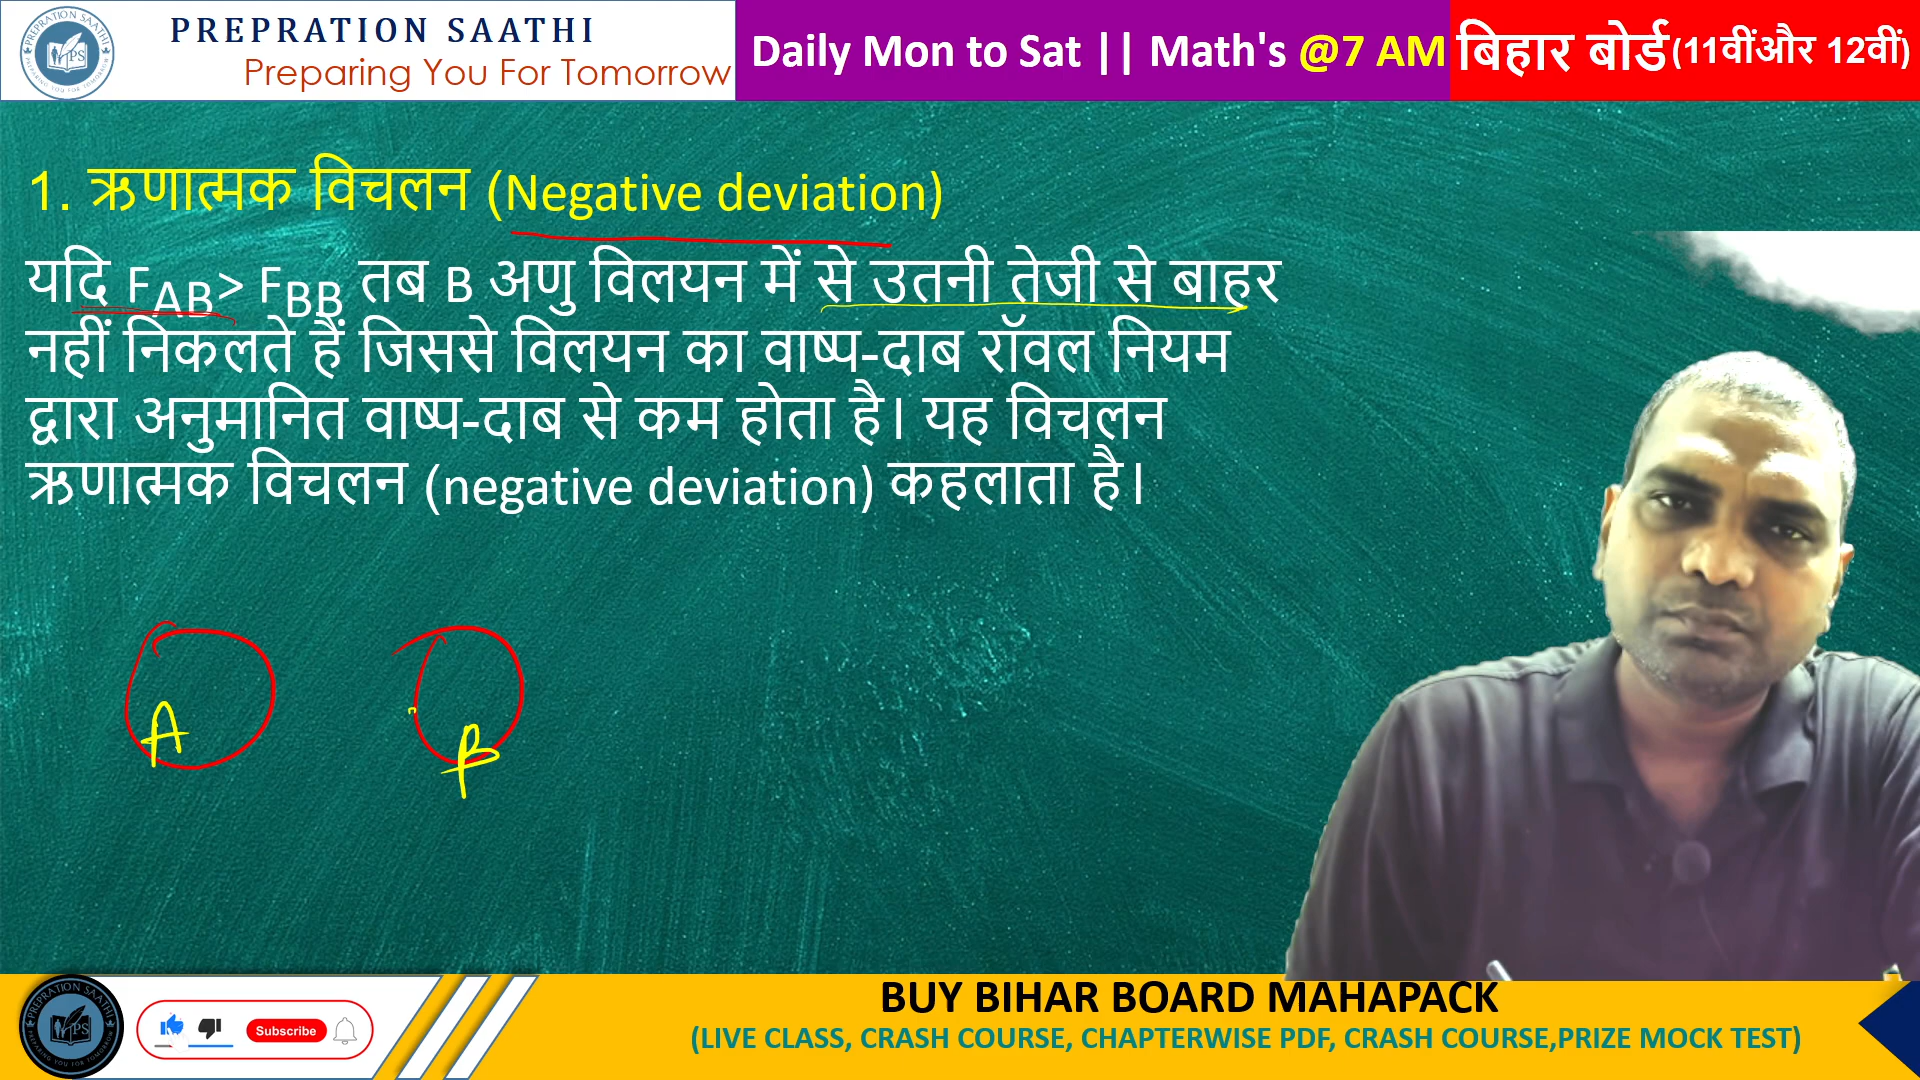 PREPRATION SAATHI
Preparing You For Tomorrow
Daily Mon to Sat || Math's @7 AM
बिहार बोर्ड(11वींऔर 12वीं)
1. ऋणात्मक विचलन (Negative deviation)
यदि FAB> FBB तब B अणु विलयन में से उतनी तेजी से बाहर
नहीं निकलते हैं जिससे विलयन का वाष्प-दाब रॉवल नियम
द्वारा अनुमानित वाष्प-दाब से कम होता है। यह विचलन
ऋणात्मक विचलन (negative deviation) कहलाता है।
A
B
Subscribe
BUY BIHAR BOARD MAHAPACK
(LIVE CLASS, CRASH COURSE, CHAPTERWISE PDF, CRASH COURSE,PRIZE MOCK TEST)